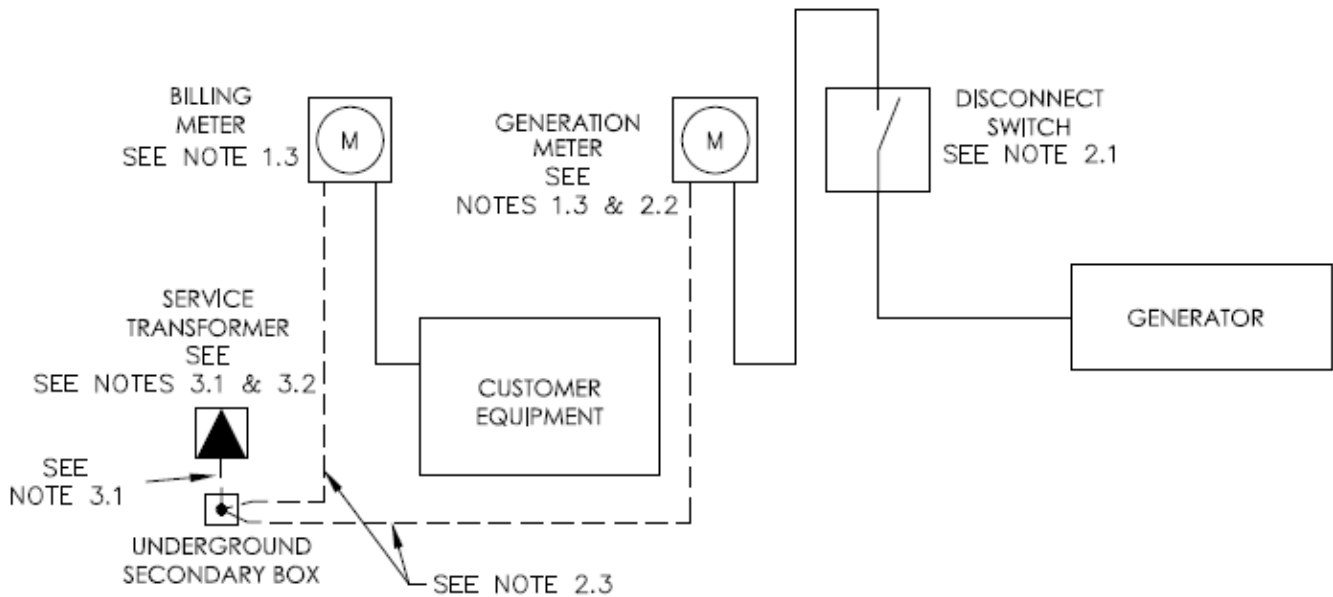 BILLING
METER
SEE NOTE 1.3
M
GENERATION
METER
SEE
NOTES 1.3 & 2.2
M
DISCONNECT
SWITCH
SEE NOTE 2.1
SERVICE
TRANSFORMER
SEE
SEE NOTES 3.1 & 3.2
GENERATOR
CUSTOMER
EQUIPMENT
SEE
NOTE 3.1
UNDERGROUND
SECONDARY BOX
SEE NOTE 2.3